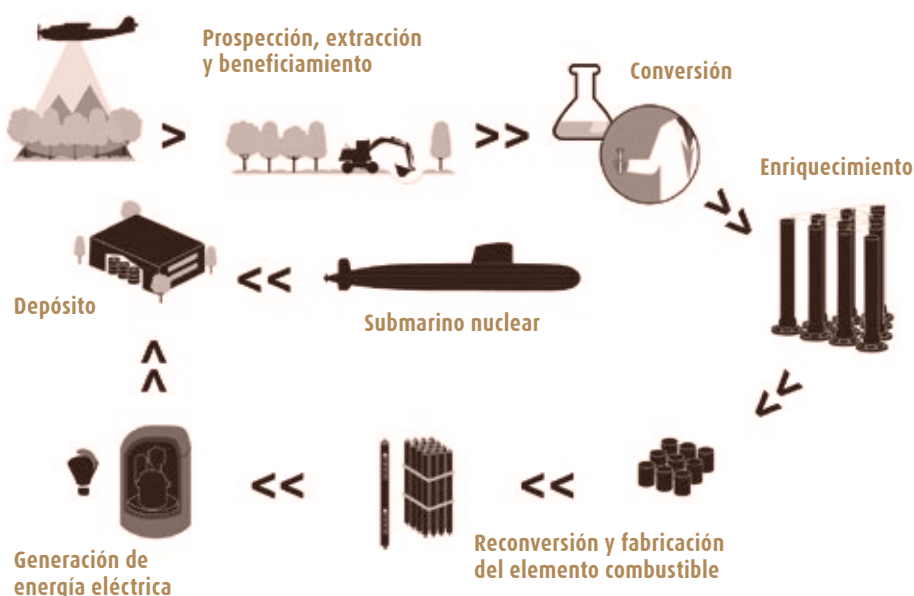 Prospección, extracción
y beneficiamiento
Conversión
Enriquecimiento
Depósito
Submarino nuclear
Reconversión y fabricación
del elemento combustible
Generación de
energía eléctrica